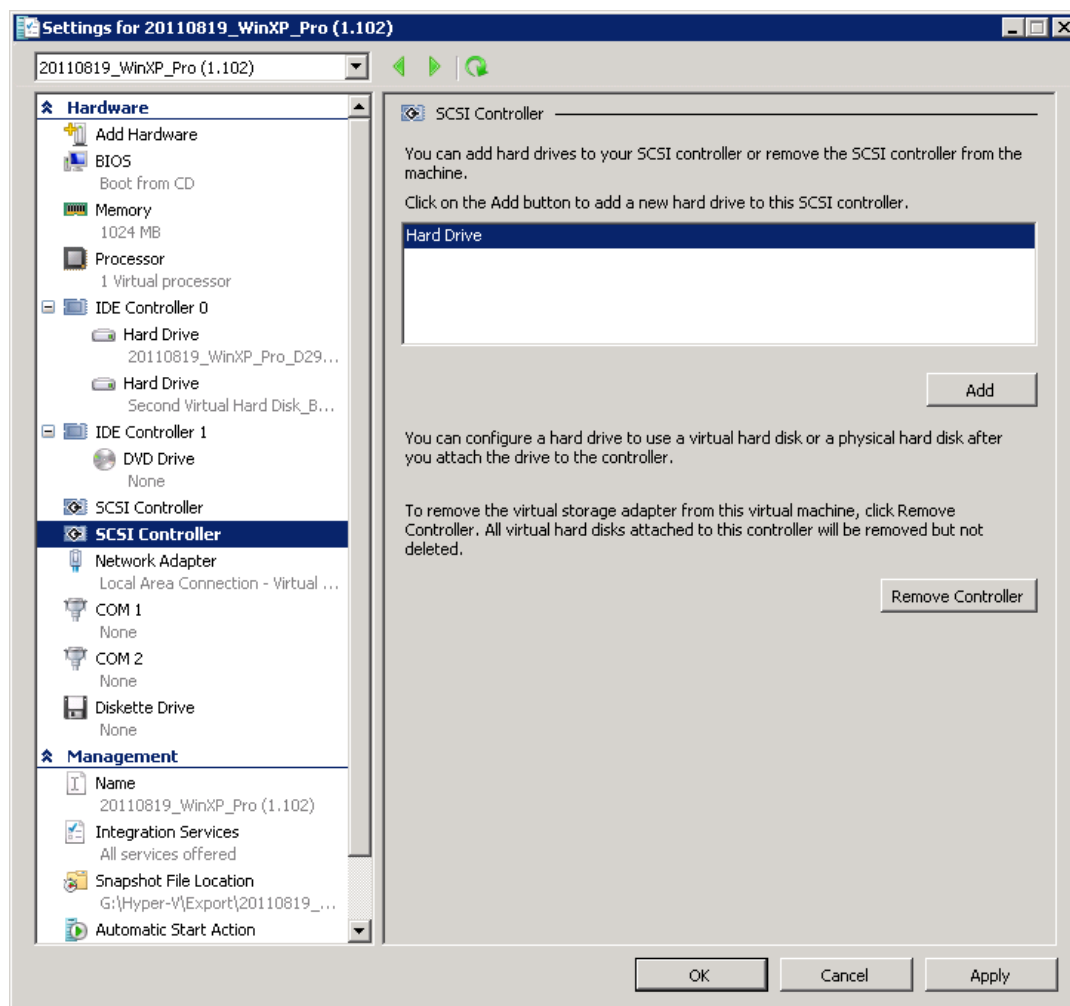 Settings for 20110819_WinXP_Pro (1.102)
20110819_WinXP_Pro (1.102)
Hardware
Add Hardware
BIOS
Boot from CD
Memory
1024 MB
Processor
1 Virtual processor
IDE Controller 0
Hard Drive
20110819_WinXP_Pro_D29...
Hard Drive
Second Virtual Hard Disk_B...
IDE Controller 1
DVD Drive
None
SCSI Controller
SCSI Controller
Network Adapter
Local Area Connection - Virtual ...
COM 1
None
COM 2
None
Diskette Drive
None
Management
Name
20110819_WinXP_Pro (1.102)
Integration Services
All services offered
Snapshot File Location
G:\Hyper-V\Export\20110819_...
Automatic Start Action
SCSI Controller
You can add hard drives to your SCSI controller or remove the SCSI controller from the
machine.
Click on the Add button to add a new hard drive to this SCSI controller.
Hard Drive
Add
You can configure a hard drive to use a virtual hard disk or a physical hard disk after
you attach the drive to the controller.
To remove the virtual storage adapter from this virtual machine, click Remove
Controller. All virtual hard disks attached to this controller will be removed but not
deleted.
Remove Controller
OK
Cancel
Apply